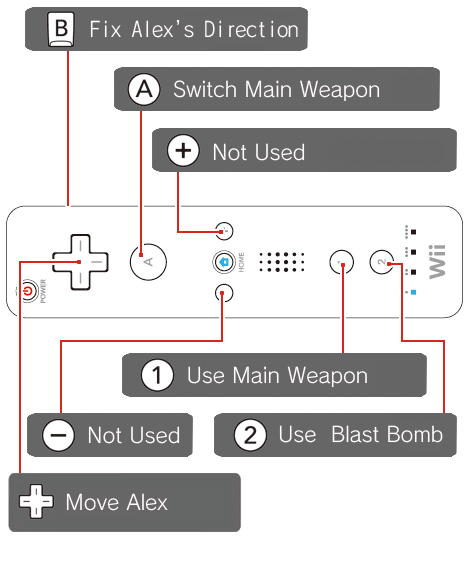 B Fix Alex's Direction
A Switch Main Weapon
+ Not Used
A
HOME
POWER
1
2
Wii
1 Use Main Weapon
− Not Used
2 Use Blast Bomb
Move Alex